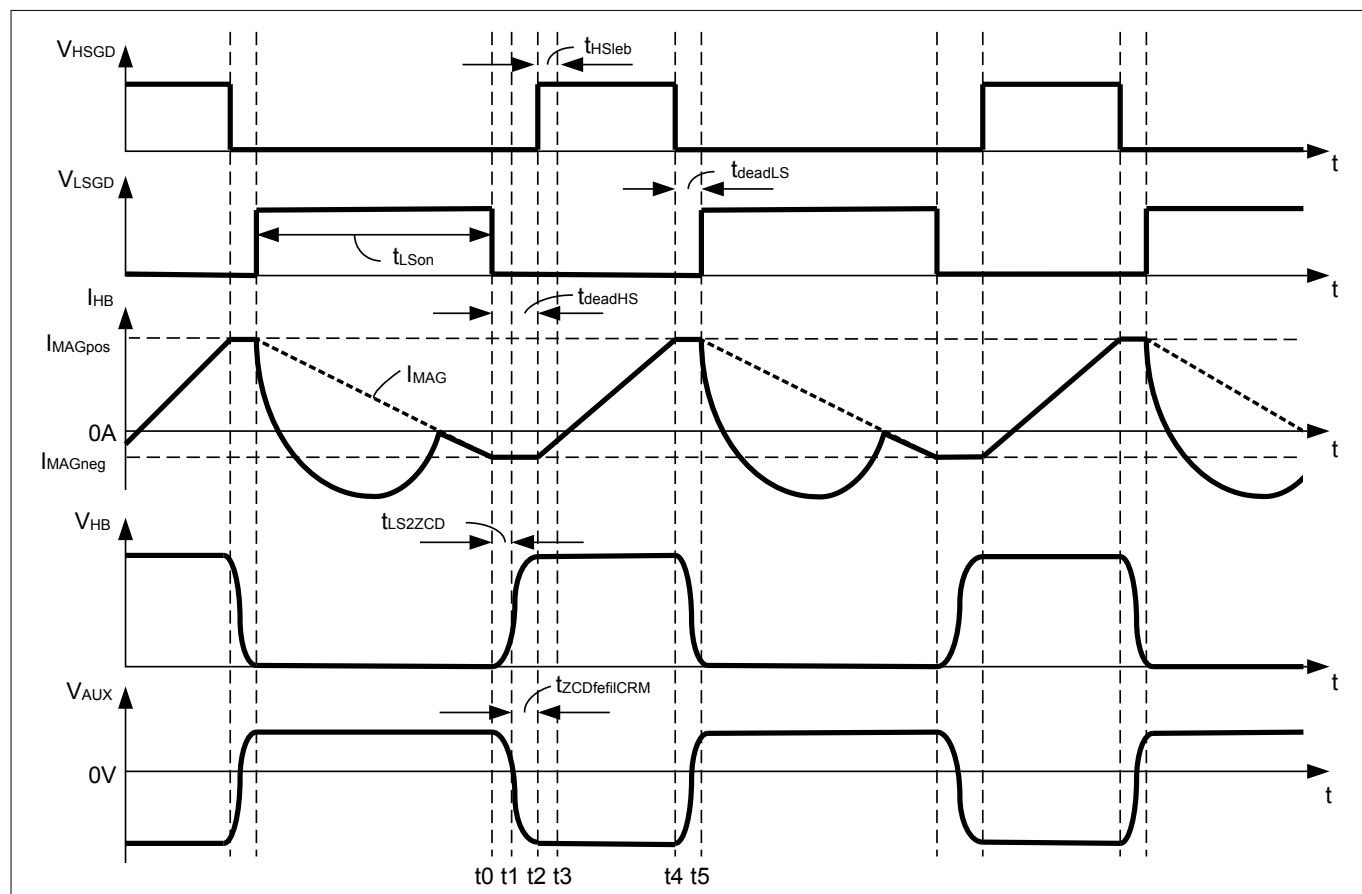 VHSGD
tHSleb
t
VLSGD
tdeadLS
tLSon
t
IHB
tdeadHS
IMAGpos
IMAG
0A
t
IMAGneg
VHB
tLS2ZCD
t
VAUX
tZCDfefilCRM
0V
t
t0 t1 t2 t3 t4 t5